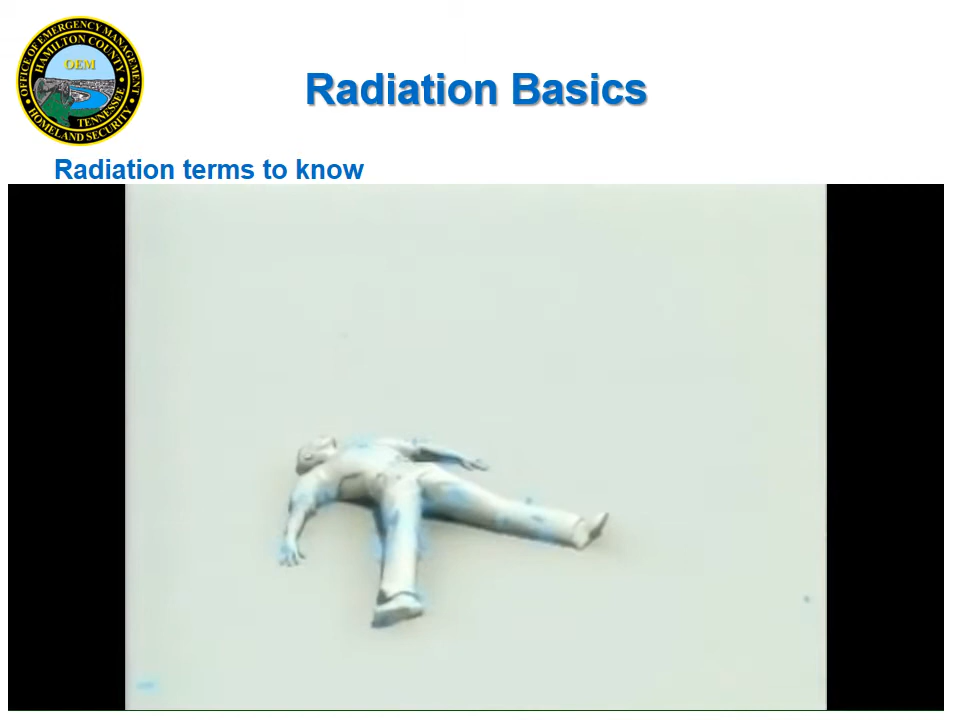 OFFICE OF EMERGENCY MANAGEMENT
HAMILTON COUNTY
OEM
TENNESSEE
HOMELAND SECURITY
Radiation Basics
Radiation terms to know